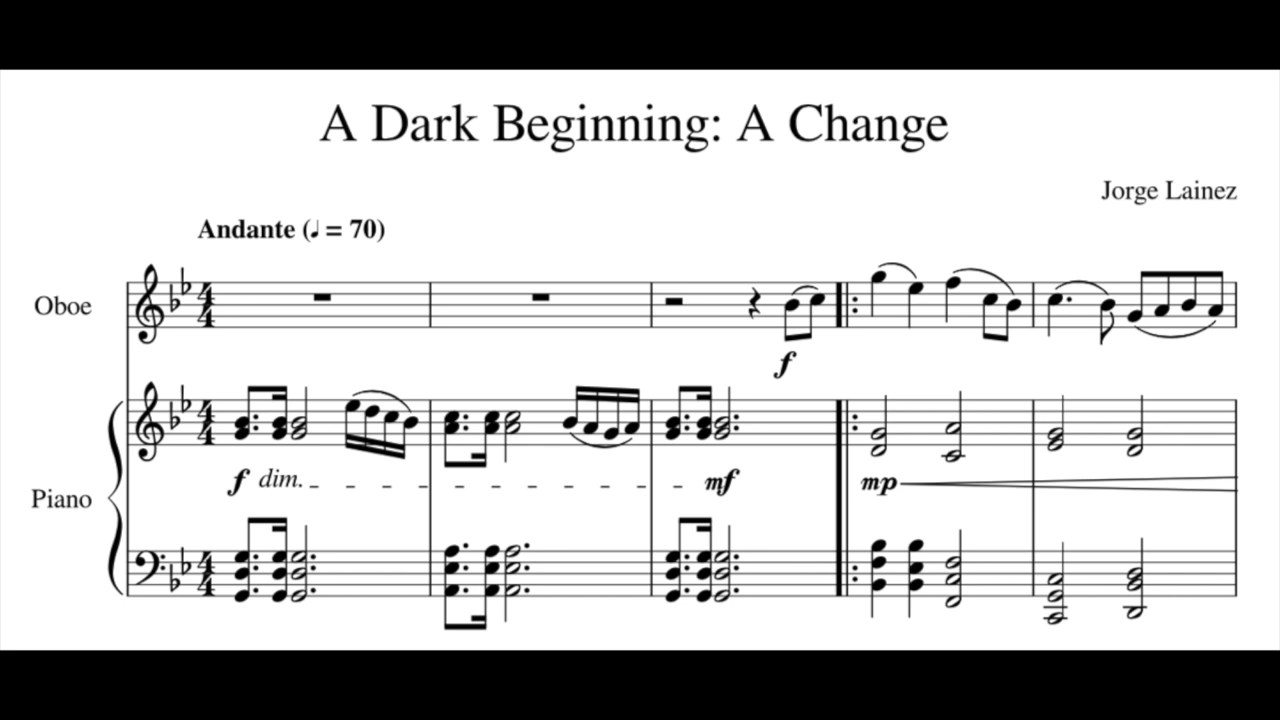 A Dark Beginning: A Change
Jorge Lainez
Andante (♩ = 70)
Oboe
f
f dim.
mf
mp
Piano